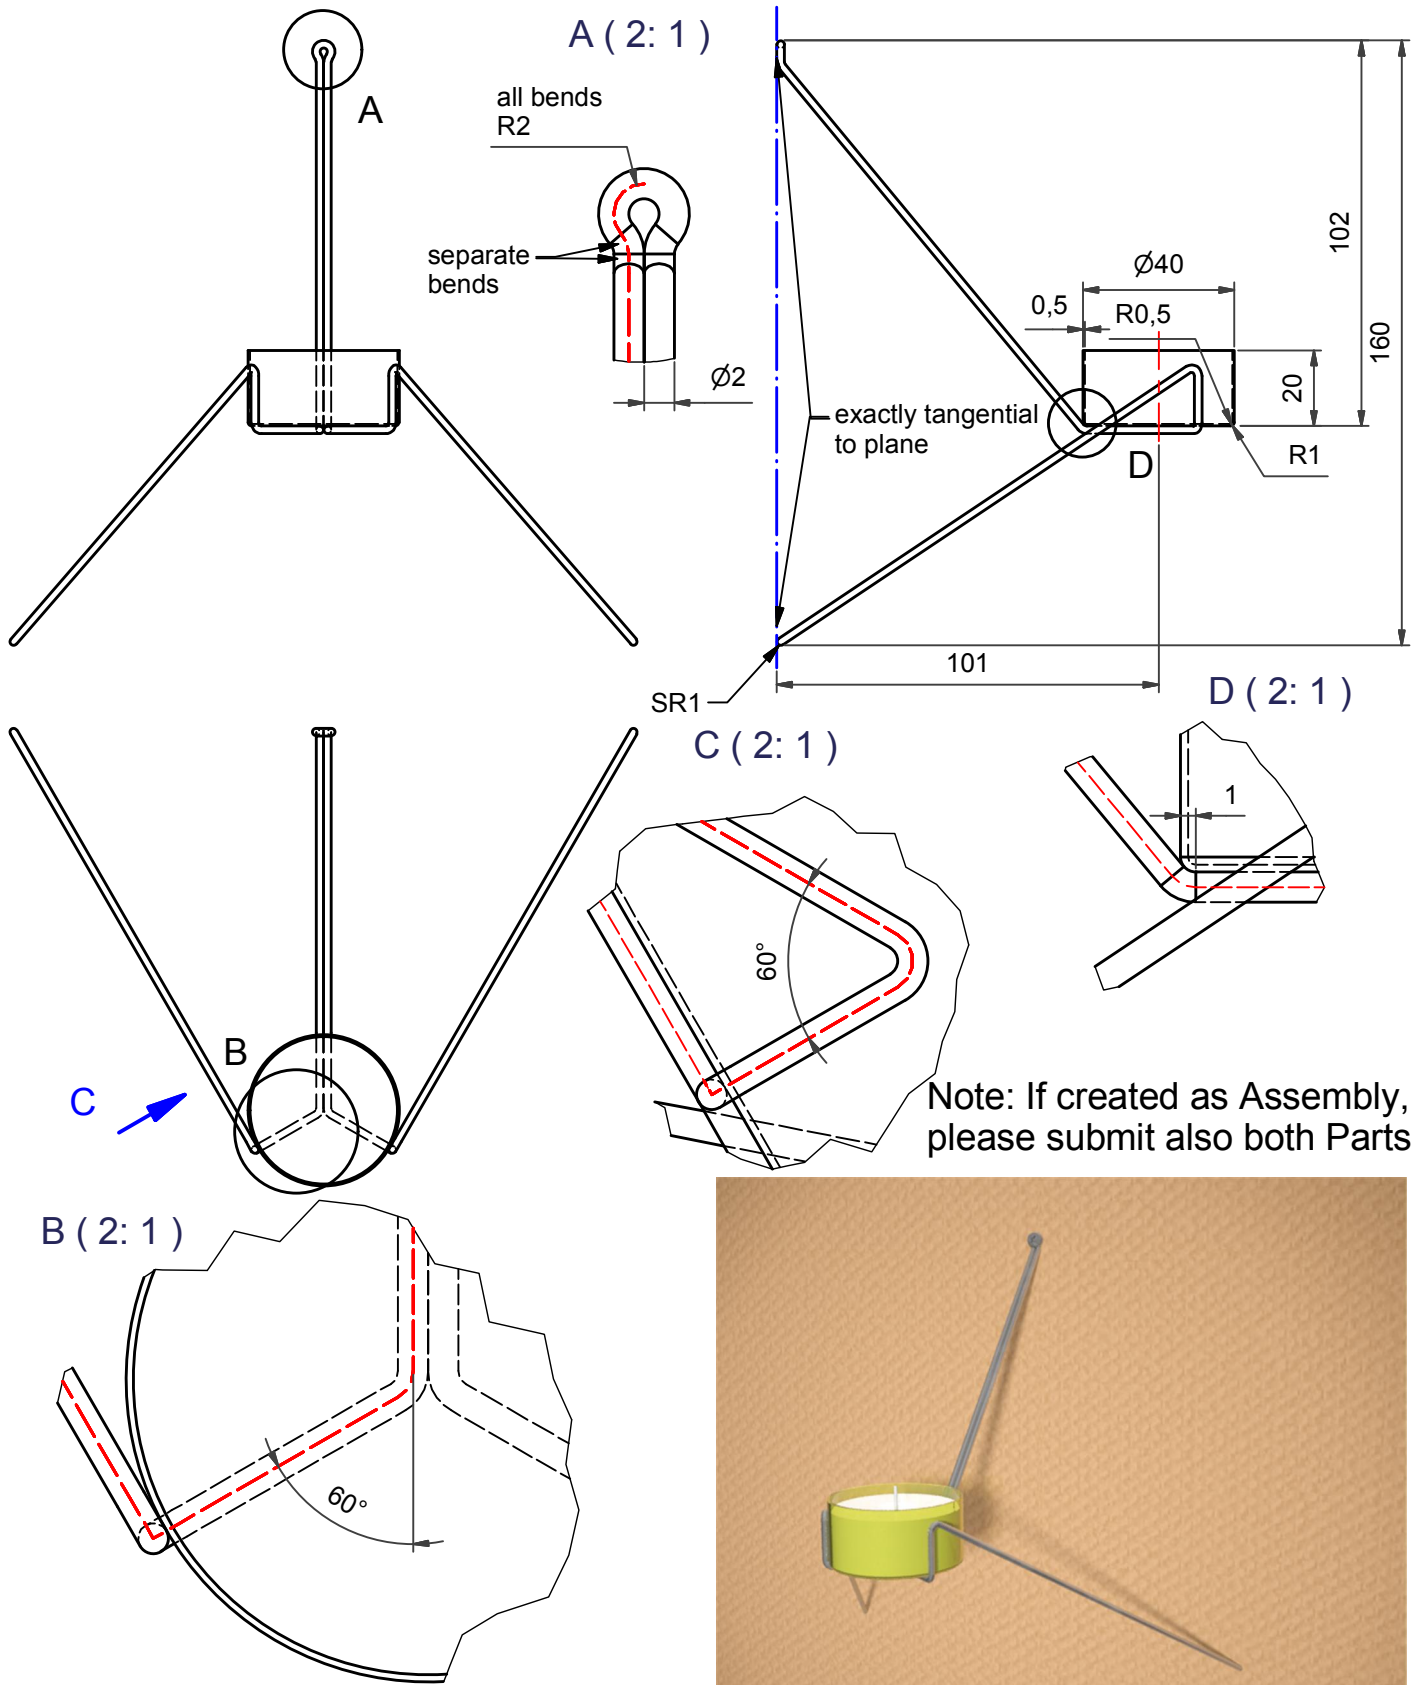 A ( 2: 1 )
all bends
R2
A
separate
bends
Ø2
102
160
Ø40
0,5
R0,5
20
exactly tangential
to plane
D
R1
101
SR1
D ( 2: 1 )
C ( 2: 1 )
1
60°
B
C
Note: If created as Assembly,
please submit also both Parts
B ( 2: 1 )
60°